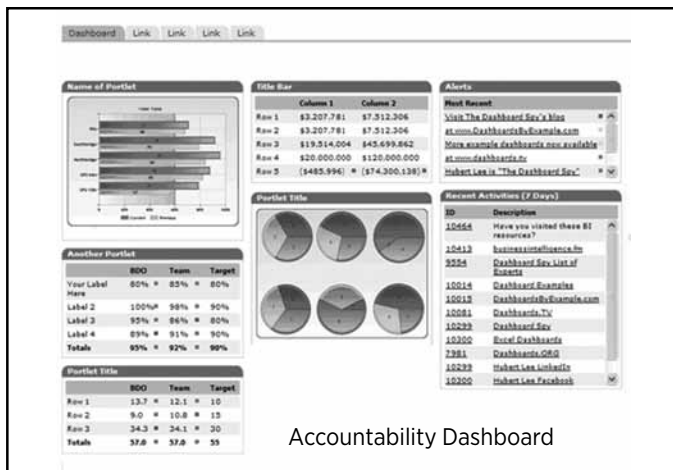 Dashboard Link Link Link Link
Name of Portlet
Current Previous
Another Portlet
BDO Team Target
Your Label Here 80% 85% 80%
Label 2 100% 98% 90%
Label 3 95% 86% 80%
Label 4 89% 91% 90%
Totals 95% 92% 90%
Portlet Title
BDO Team Target
Row 1 13.7 12.1 10
Row 2 9.0 10.8 15
Row 3 34.3 34.1 30
Totals 57.0 57.0 55
Title Bar
Column 1 Column 2
Row 1 $3.207.781 $7.512.306
Row 2 $3.207.781 $7.512.306
Row 3 $19.514,004 $45.699.862
Row 4 $20.000.000 $120.000.000
Row 5 ($485.996) ($74.300.138)
Portlet Title
Alerts
Most Recent
Visit The Dashboard Spy's blog
at www.DashboardsByExample.com
More example dashboards now available
at www.dashboards.tv
Hubert Lee is "The Dashboard Spy"
Recent Activities (7 Days)
ID Description
10464 Have you visited these BI
resources?
10413 businessintelligence.fm
9554 Dashboard Spy List of
Experts
10014 Dashboard Examples
10015 DashboardsByExample.com
10081 Dashboards.TV
10299 Dashboard Spy
10300 Excel Dashboards
7981 Dashboards.ORG
10299 Hubert Lee LinkedIn
10300 Hubert Lee Facebook
Accountability Dashboard